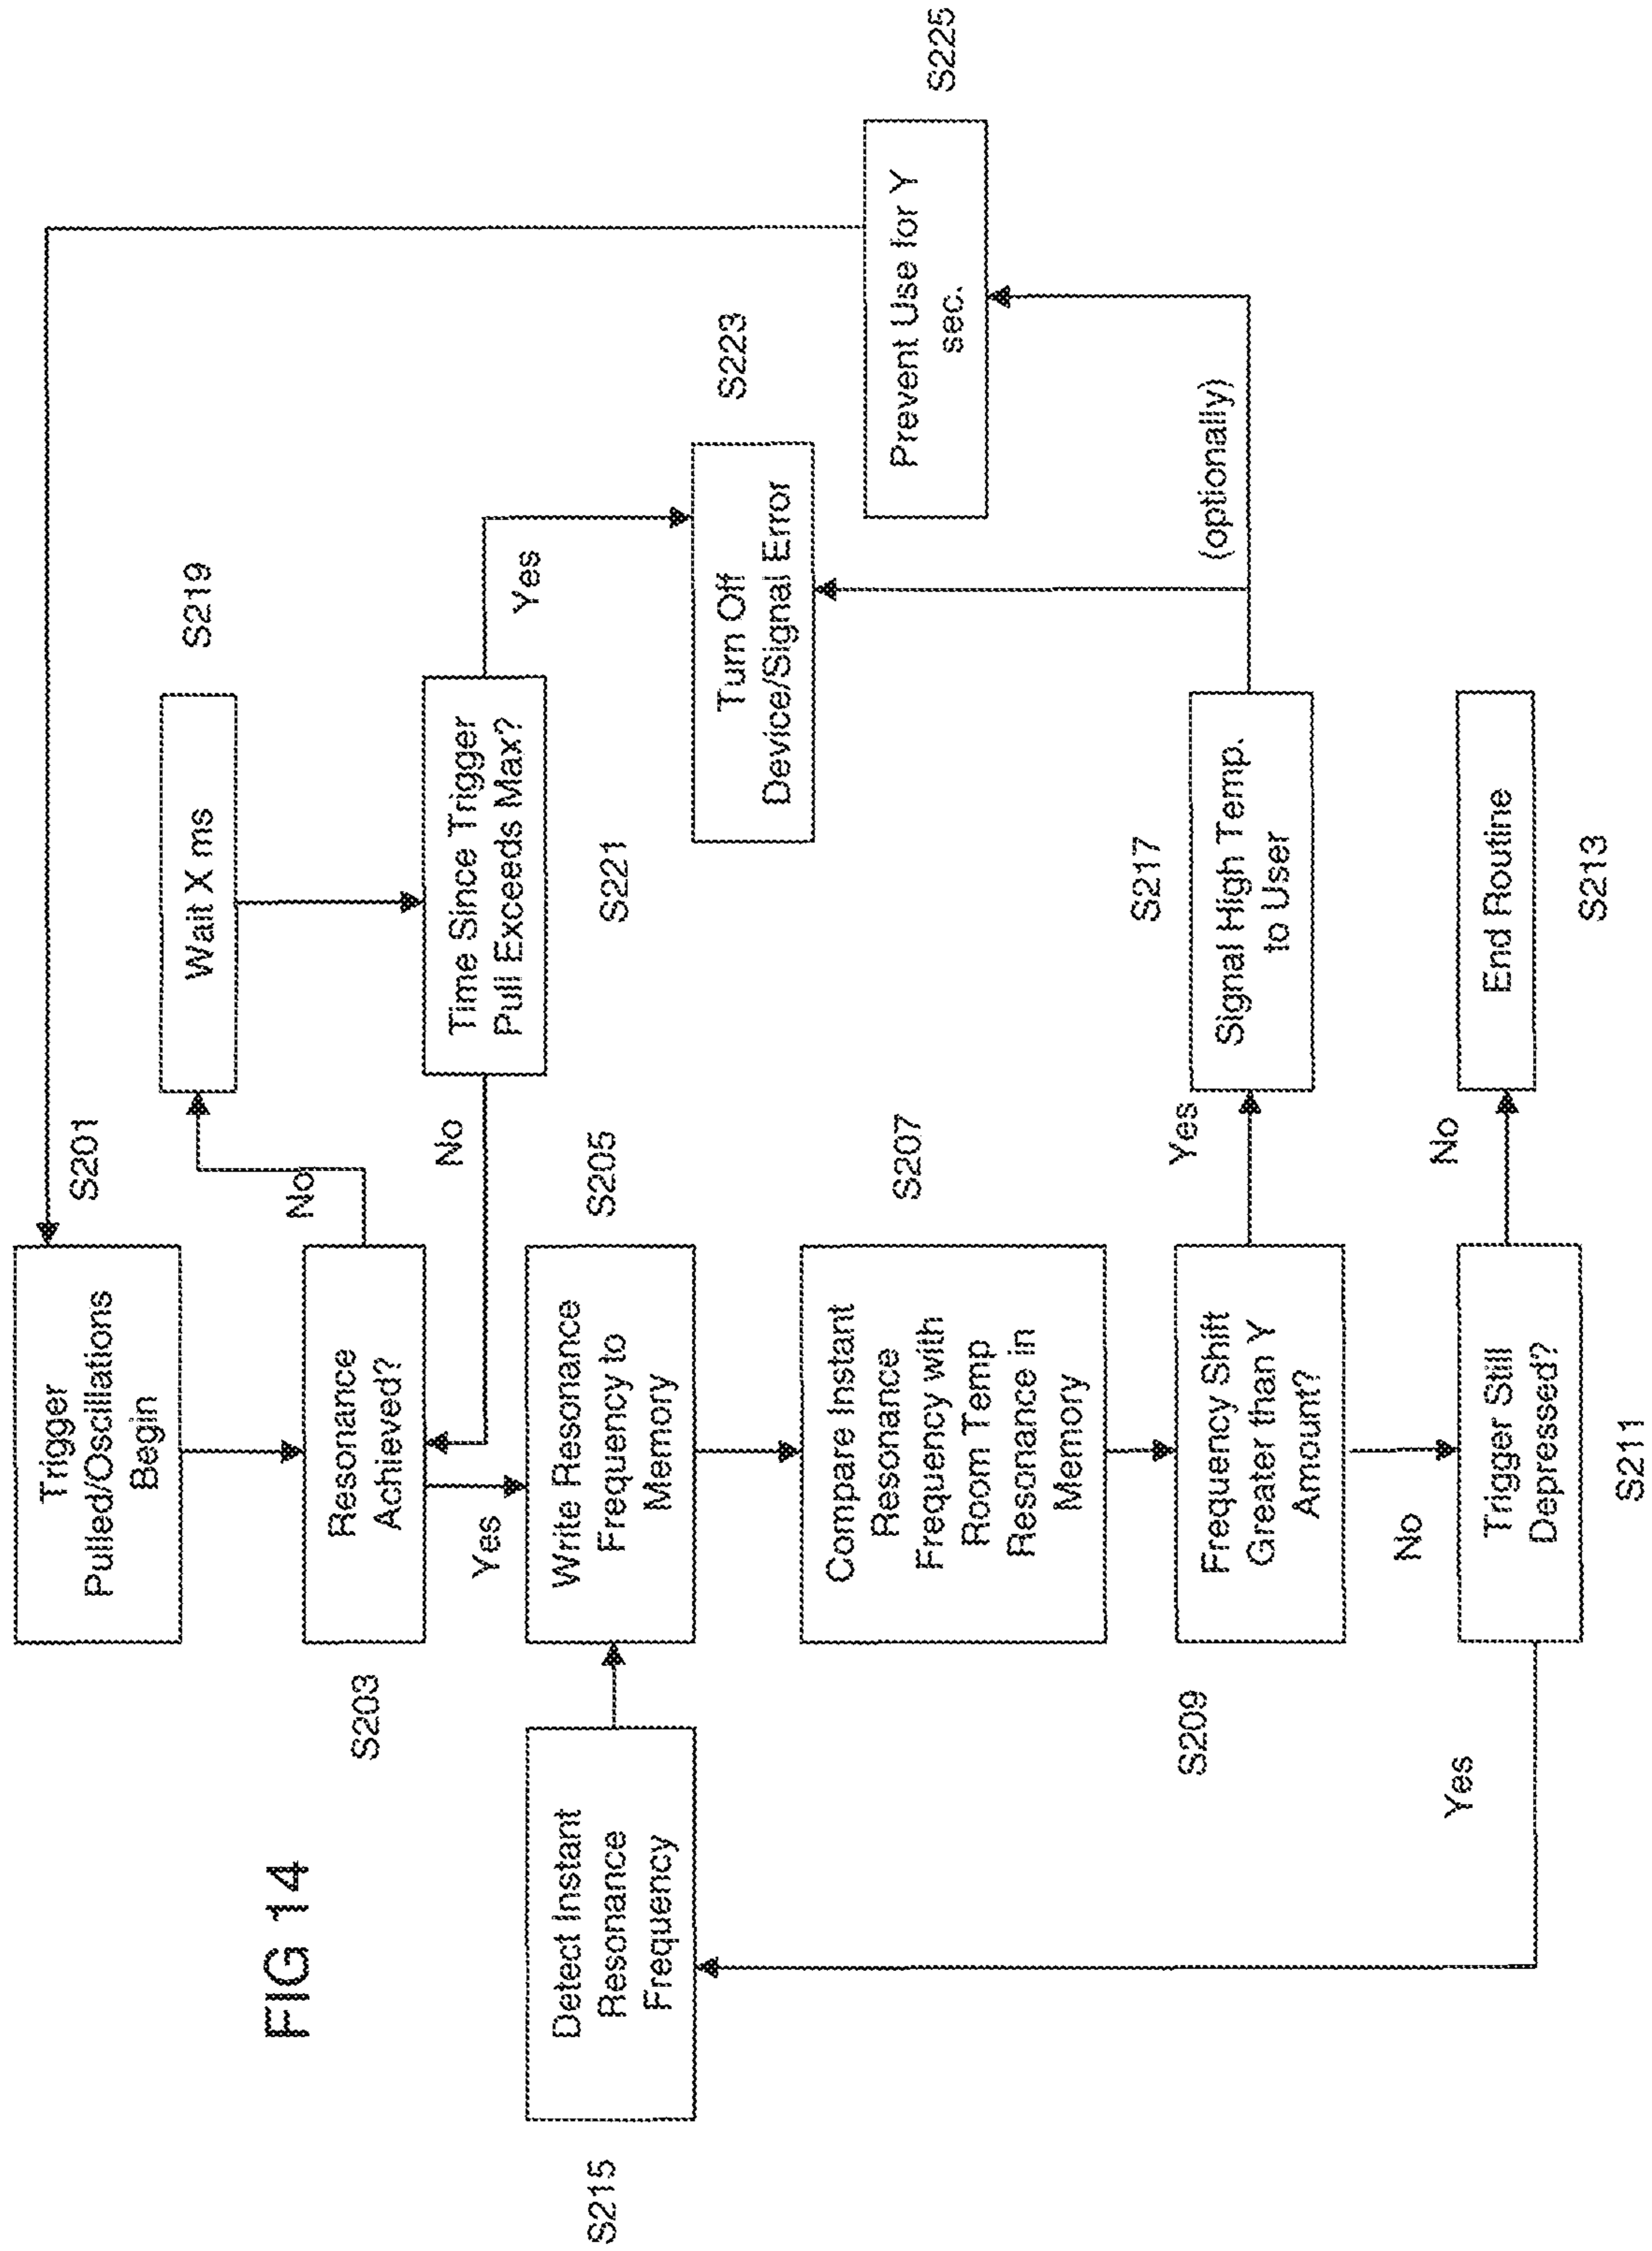 FIG 14
Trigger
Pulled/Oscillations
Begin
S201
Resonance
Achieved?
S203
No
Yes
Wait X ms
S219
Time Since Trigger
Pull Exceeds Max?
S221
No
Yes
Turn Off
Device/Signal Error
S223
Write Resonance
Frequency to
Memory
S205
Detect Instant
Resonance
Frequency
S215
Compare Instant
Resonance
Frequency with
Room Temp
Resonance in
Memory
S207
Frequency Shift
Greater than Y
Amount?
S209
Yes
No
Signal High Temp.
to User
S217
(optionally)
Prevent Use for Y
sec.
S225
Trigger Still
Depressed?
S211
Yes
No
End Routine
S213